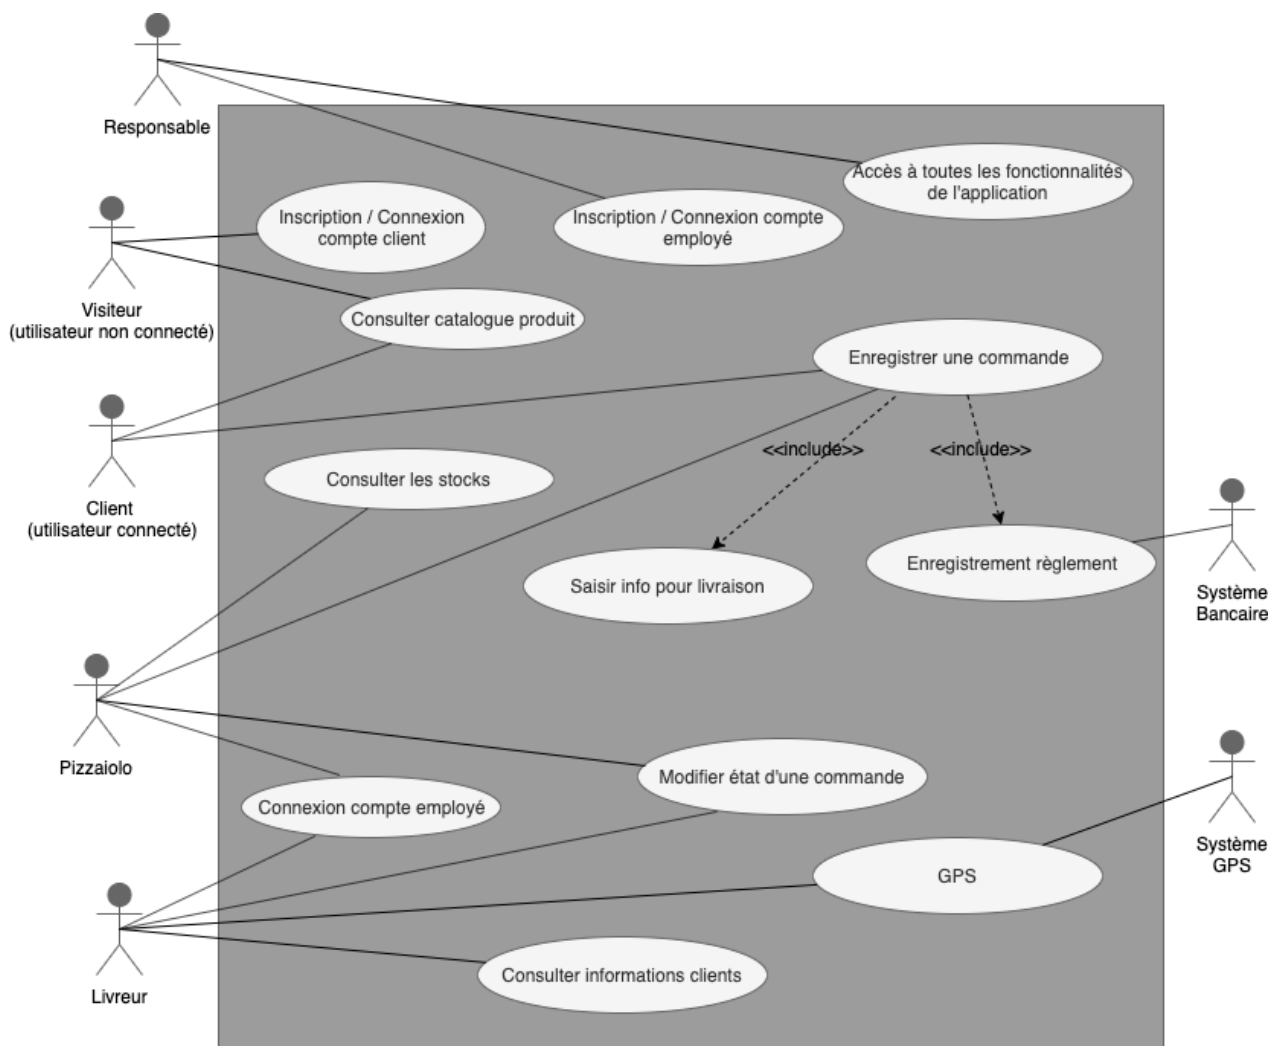 Responsable
Accès à toutes les fonctionnalités
de l'application
Inscription / Connexion
compte client
Inscription / Connexion compte
employé
Visiteur
(utilisateur non connecté)
Consulter catalogue produit
Enregistrer une commande
<<include>>
<<include>>
Client
(utilisateur connecté)
Consulter les stocks
Saisir info pour livraison
Enregistrement règlement
Système
Bancaire
Pizzaiolo
Modifier état d'une commande
Connexion compte employé
Système
GPS
GPS
Livreur
Consulter informations clients